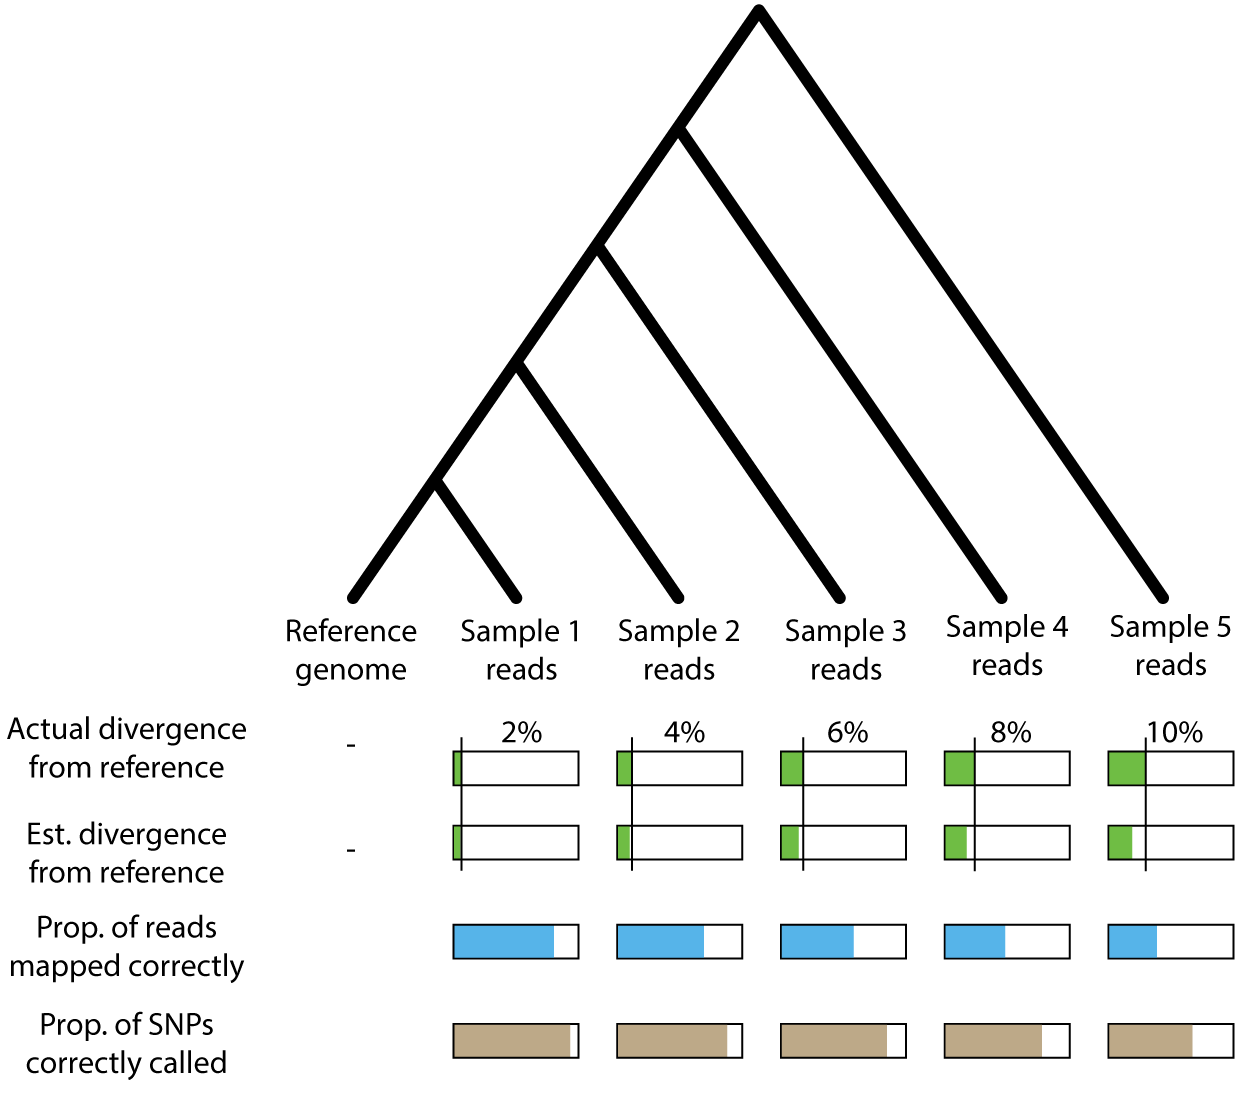 Reference
genome
Sample 1
reads
Sample 2
reads
Sample 3
reads
Sample 4
reads
Sample 5
reads
Actual divergence
from reference
-
2%
4%
6%
8%
10%
Est. divergence
from reference
-
Prop. of reads
mapped correctly
Prop. of SNPs
correctly called